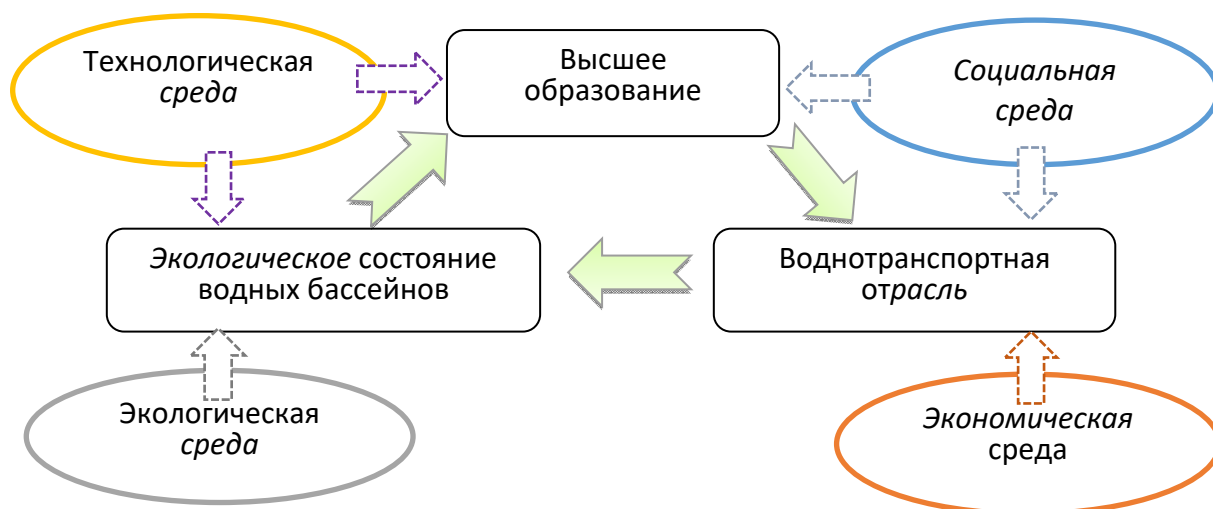 Технологическая
среда
Высшее
образование
Социальная
среда
Экологическое состояние
водных бассейнов
Воднотранспортная
отрасль
Экологическая
среда
Экономическая
среда